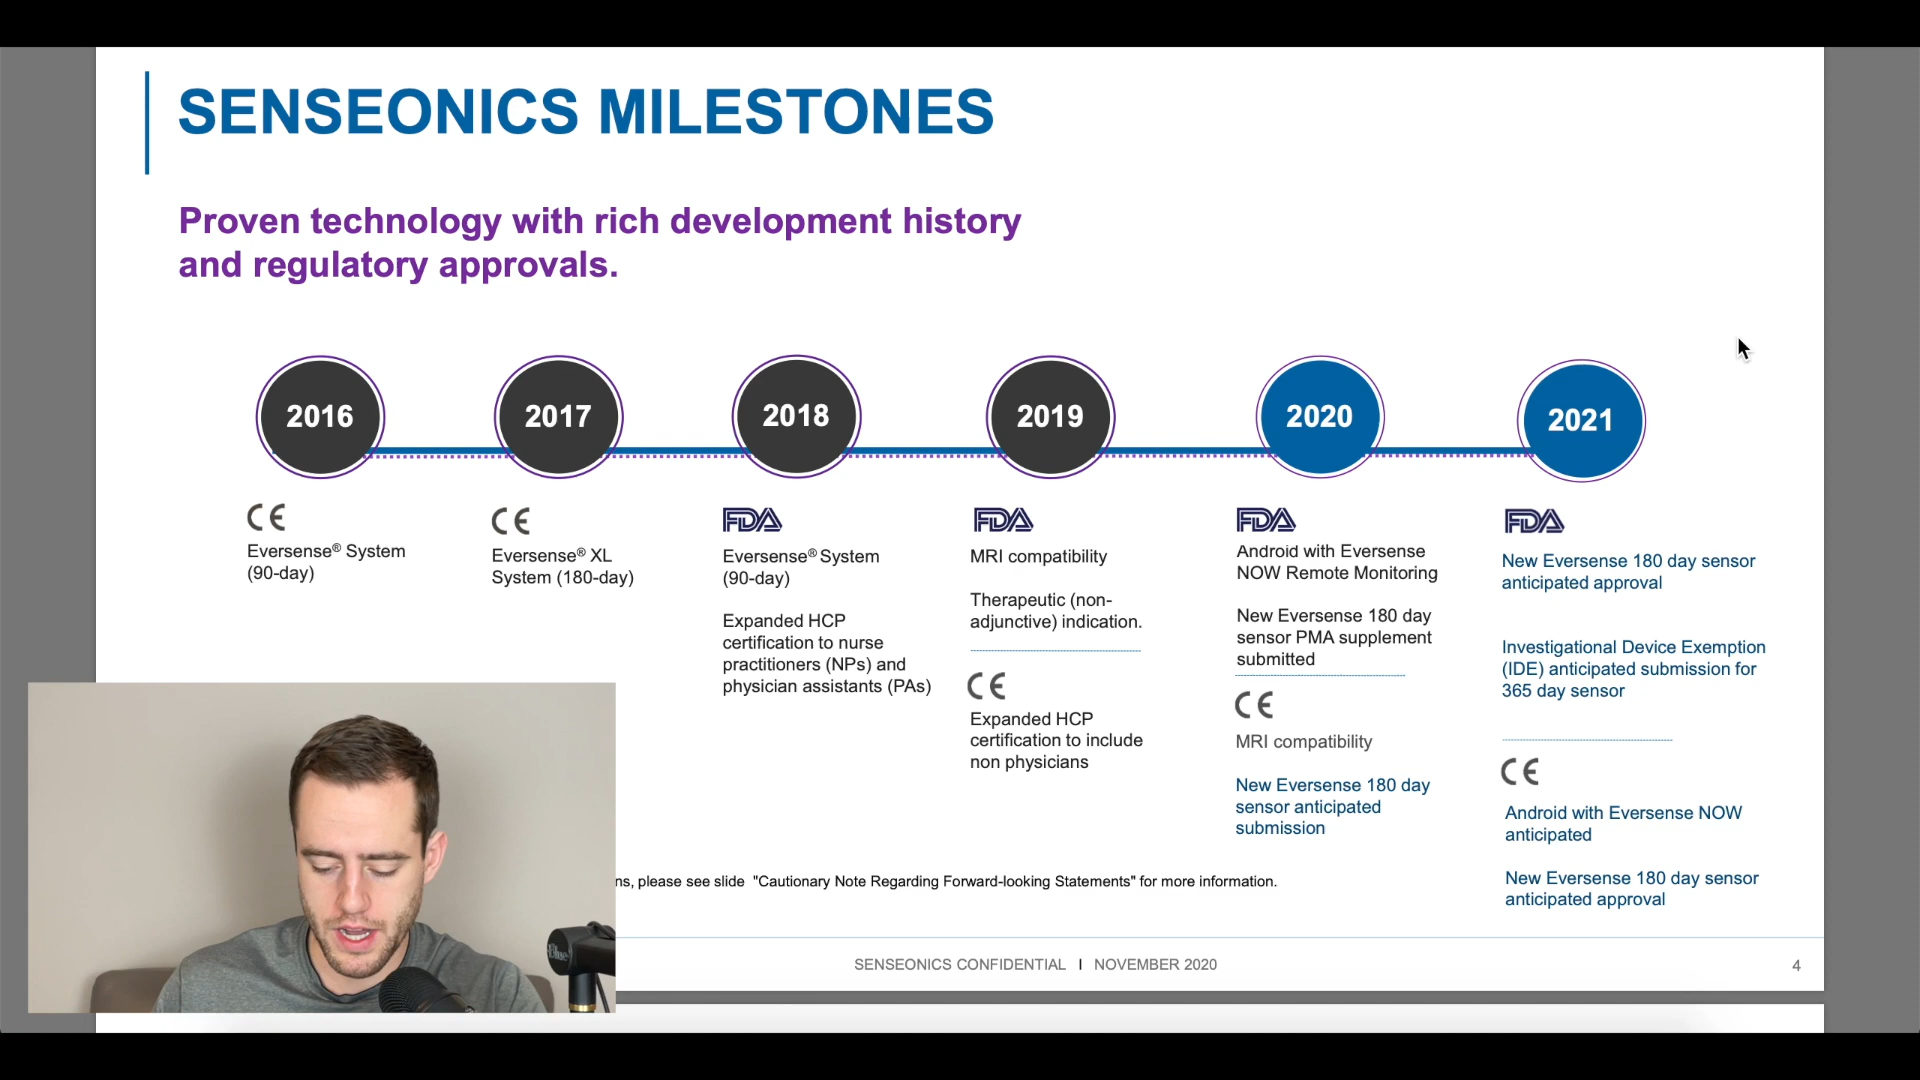 SENSEONICS MILESTONES
Proven technology with rich development history
and regulatory approvals.
2016
2017
2018
2019
2020
2021
CE
Eversense® System
(90-day)
CE
Eversense® XL
System (180-day)
FDA
Eversense® System
(90-day)
Expanded HCP
certification to nurse
practitioners (NPs) and
physician assistants (PAs)
FDA
MRI compatibility
Therapeutic (non-
adjunctive) indication.
CE
Expanded HCP
certification to include
non physicians
FDA
Android with Eversense
NOW Remote Monitoring
New Eversense 180 day
sensor PMA supplement
submitted
CE
MRI compatibility
New Eversense 180 day
sensor anticipated
submission
FDA
New Eversense 180 day sensor
anticipated approval
Investigational Device Exemption
(IDE) anticipated submission for
365 day sensor
CE
Android with Eversense NOW
anticipated
New Eversense 180 day sensor
anticipated approval
please see slide "Cautionary Note Regarding Forward-looking Statements" for more information.
SENSEONICS CONFIDENTIAL I NOVEMBER 2020
4
Blue